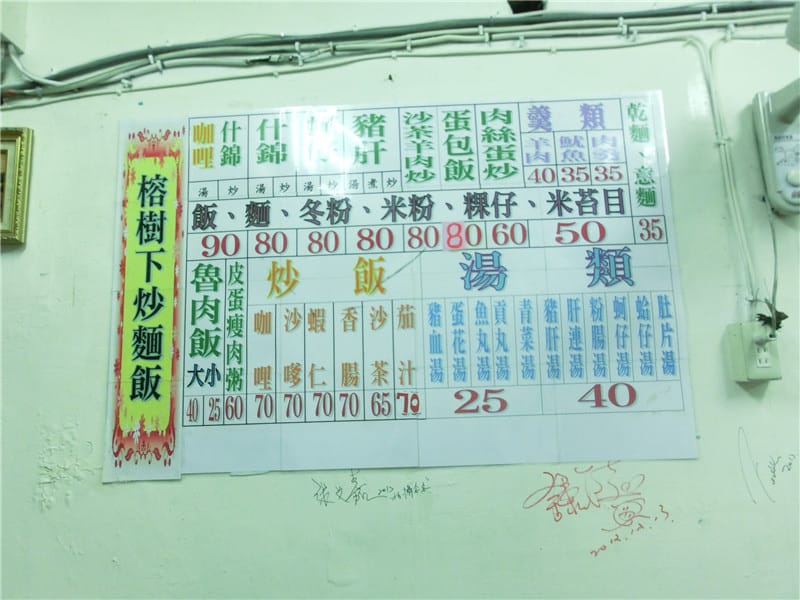 榕樹下炒麵飯
咖哩 什錦 什錦 豬肝 沙茶羊肉炒 蛋包飯 肉絲蛋炒 羹類 乾麵、意麵
羊肉 魷魚 肉
40 35 35
湯 炒 湯 炒 湯 炒 湯 煮 炒
飯、麵、冬粉、米粉、粿仔、米苔目
90 80 80 80 80 80 60 50 35
魯肉飯 皮蛋瘦肉粥 炒飯 湯類
大 小
咖哩 沙嗲 蝦仁 香腸 沙茶 茄汁
豬血湯 蛋花湯 魚丸湯 貢丸湯 青菜湯 豬肝湯 肝連湯 粉腸湯 蚵仔湯 蛤仔湯 肚片湯
40 25 60 70 70 70 70 65 70 25 40
2012.12.13